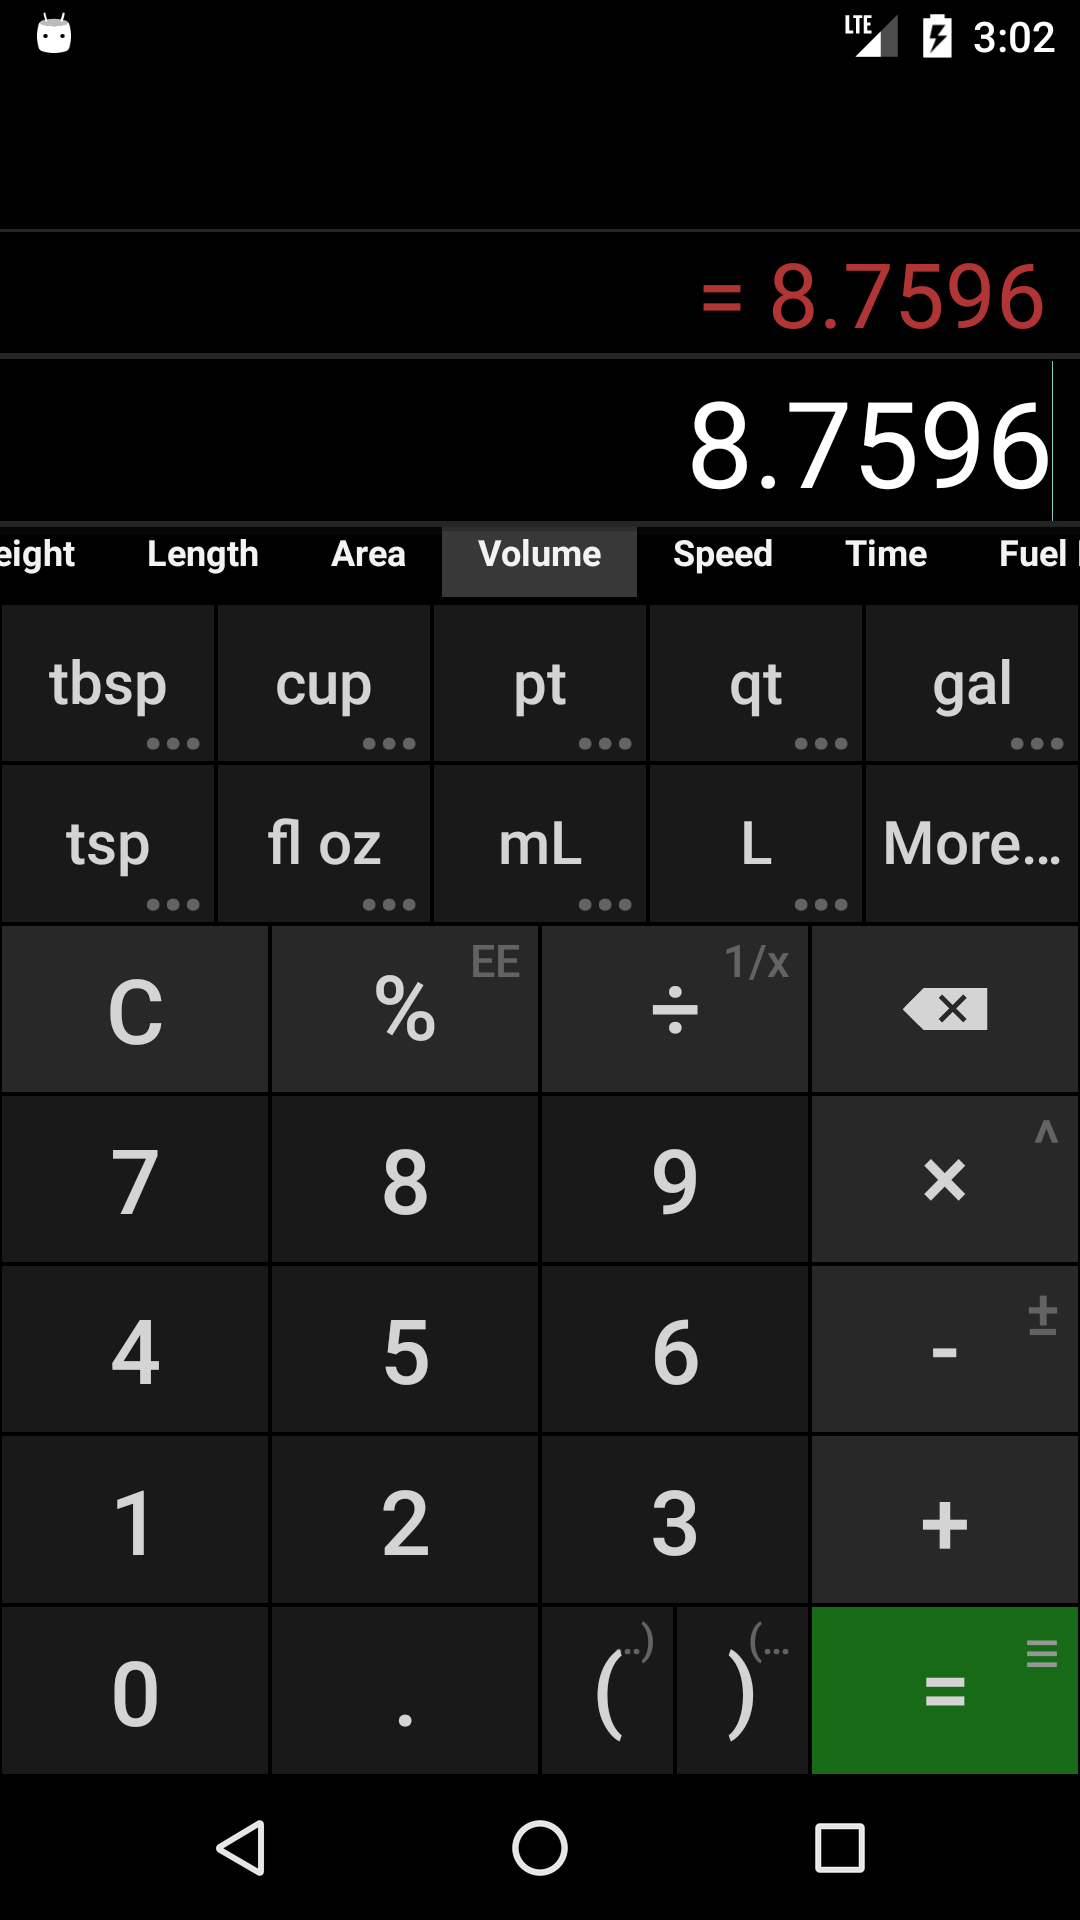 LTE 3:02
= 8.7596
8.7596
eight Length Area Volume Speed Time Fuel
tbsp cup pt qt gal
tsp fl oz mL L More...
C % EE ÷ 1/x
7 8 9 × ^
4 5 6 - ±
1 2 3 +
0 . ( ..) ) (... =